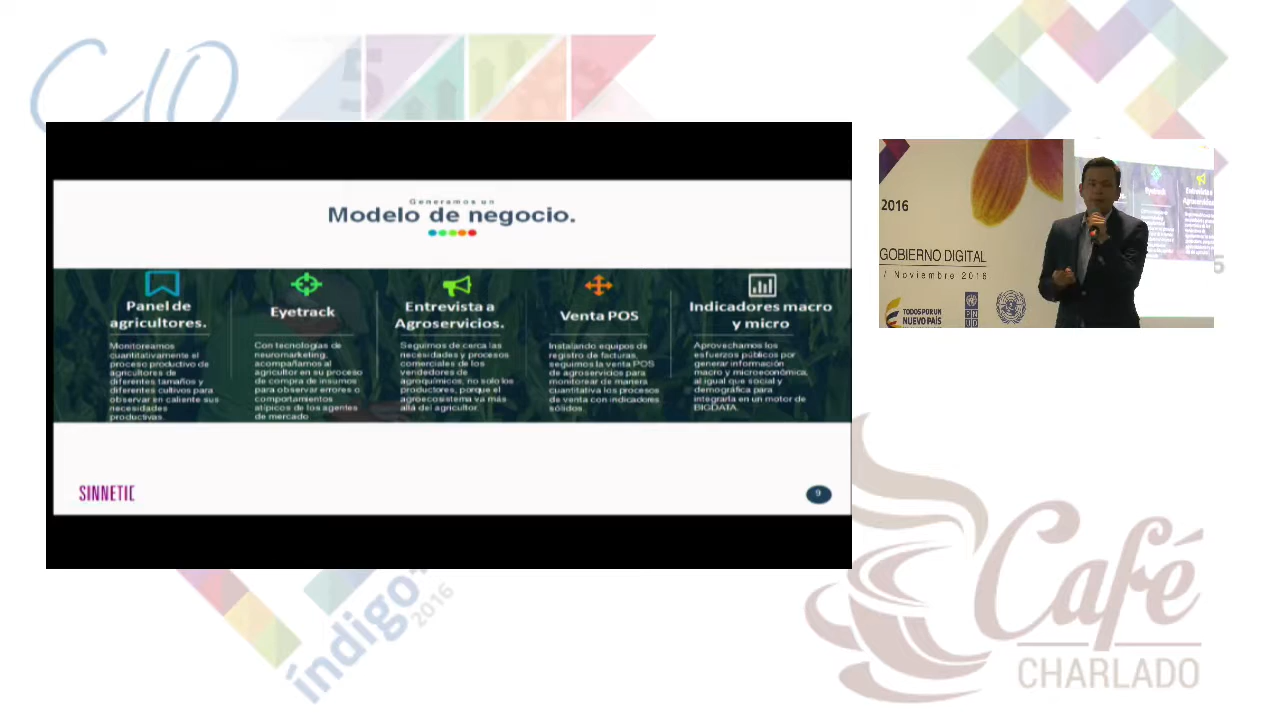 CIO
5
Generamos un
Modelo de negocio.
Panel de
agricultores.
Monitoreamos
cuantitativamente el
proceso productivo de
agricultores de
diferentes tamaños y
diferentes cultivos para
observar en caliente sus
necesidades
productivas.
Eyetrack
Con tecnologías de
neuromarketing,
acompañamos al
agricultor en su proceso
de compra de insumos
para observar errores o
comportamientos
atípicos de los agentes
de mercado
Entrevista a
Agroservicios.
Seguimos de cerca las
necesidades y procesos
comerciales de los
vendedores de
agroquímicos, no solo los
productores, porque el
agroecosistema va más
allá del agricultor.
Venta POS
Instalando equipos de
registro de facturas,
seguimos la venta POS
de agroservicios para
monitorear de manera
cuantitativa los procesos
de venta con indicadores
sólidos.
Indicadores macro
y micro
Aprovechamos los
esfuerzos públicos por
generar información
macro y microeconómica,
al igual que social y
demográfica para
integrarla en un motor de
BIGDATA.
SINNETIC
9
2016
GOBIERNO DIGITAL
/ Noviembre 2016
TODOS POR UN
NUEVO PAÍS
PNUD
Eyetrack
Entrevista a
Agroservicios
5
índigo+
2016
Café
CHARLADO